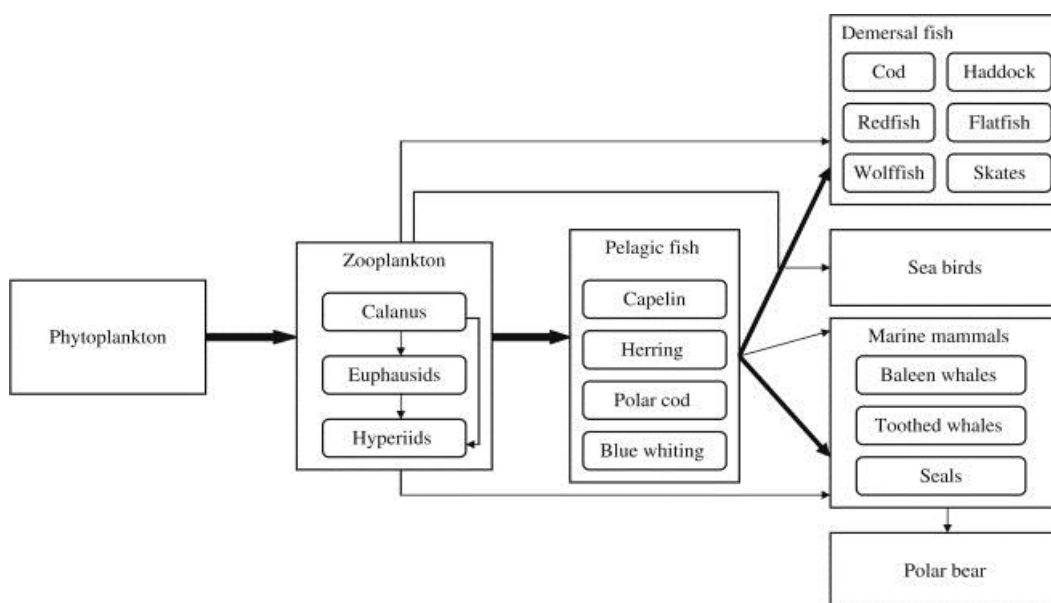 Phytoplankton
Zooplankton
Calanus
Euphausids
Hyperiids
Pelagic fish
Capelin
Herring
Polar cod
Blue whiting
Demersal fish
Cod
Haddock
Redfish
Flatfish
Wolffish
Skates
Sea birds
Marine mammals
Baleen whales
Toothed whales
Seals
Polar bear